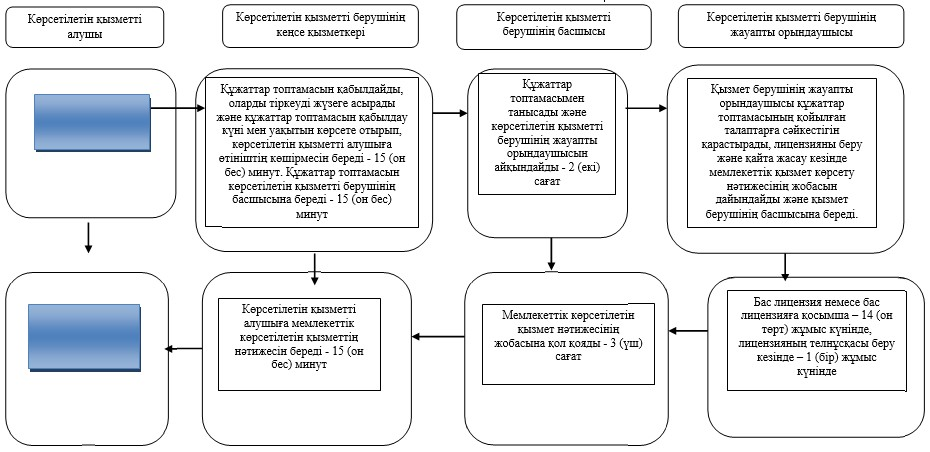 Көрсетілетін қызметті
алушы
Көрсетілетін қызметті берушінің
кеңсе қызметкері
Көрсетілетін қызметті
берушінің басшысы
Көрсетілетін қызметті берушінің
жауапты орындаушысы
Құжаттар топтамасын қабылдайды,
оларды тіркеуді жүзеге асырады
және құжаттар топтамасын қабылдау
күні мен уақытын көрсете отырып,
көрсетілетін қызметті алушыға
өтініштің көшірмесін береді - 15 (он
бес) минут. Құжаттар топтамасын
көрсетілетін қызметті берушінің
басшысына береді - 15 (он бес)
минут
Құжаттар
топтамасымен
танысады және
көрсетілетін қызметті
берушінің жауапты
орындаушысын
айқындайды - 2 (екі)
сағат
Қызмет берушінің жауапты
орындаушысы құжаттар
топтамасының қойылған
талаптарға сәйкестігін
қарастырады, лицензияны беру
және қайта жасау кезінде
мемлекеттік қызмет көрсету
нәтижесінің жобасын
дайындайды және қызмет
берушінің басшысына береді.
Көрсетілетін қызметті
алушыға мемлекеттік
көрсетілетін қызметтің
нәтижесін береді - 15 (он
бес) минут
Мемлекеттік көрсетілетін
қызмет нәтижесінің
жобасына қол қояды - 3 (үш)
сағат
Бас лицензия немесе бас
лицензияға қосымша – 14 (он
төрт) жұмыс күнінде,
лицензияның телнұсқасы беру
кезінде – 1 (бір) жұмыс
күнінде